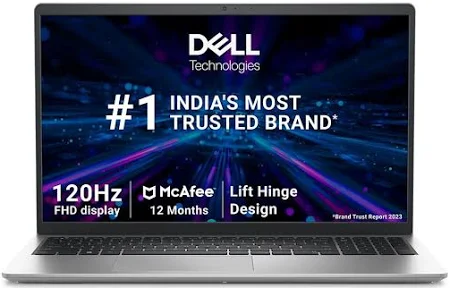 DELL
Technologies
#1 INDIA'S MOST
TRUSTED BRAND*
120Hz
FHD display
McAfee
12 Months
Lift Hinge
Design
*Brand Trust Report 2023